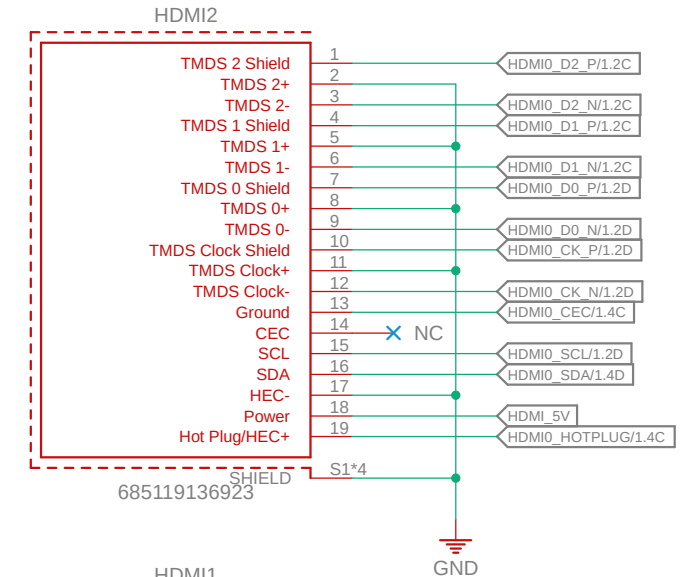 HDMI2
TMDS 2 Shield 1 HDMI0_D2_P/1.2C
TMDS 2+ 2
TMDS 2- 3 HDMI0_D2_N/1.2C
TMDS 1 Shield 4 HDMI0_D1_P/1.2C
TMDS 1+ 5
TMDS 1- 6 HDMI0_D1_N/1.2C
TMDS 0 Shield 7 HDMI0_D0_P/1.2D
TMDS 0+ 8
TMDS 0- 9 HDMI0_D0_N/1.2D
TMDS Clock Shield 10 HDMI0_CK_P/1.2D
TMDS Clock+ 11
TMDS Clock- 12 HDMI0_CK_N/1.2D
Ground 13 HDMI0_CEC/1.4C
CEC 14 NC
SCL 15 HDMI0_SCL/1.2D
SDA 16 HDMI0_SDA/1.4D
HEC- 17
Power 18 HDMI_5V
Hot Plug/HEC+ 19 HDMI0_HOTPLUG/1.4C
SHIELD S1*4
685119136923
GND
HDMI1